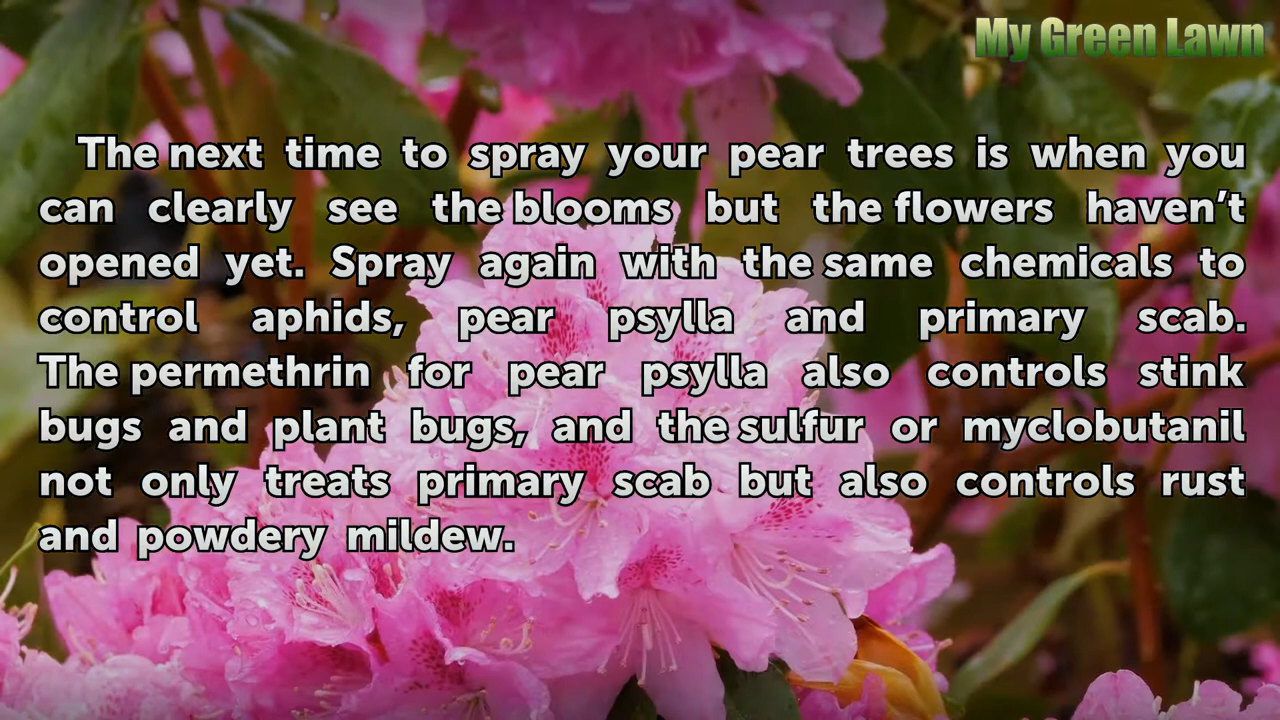 My Green Lawn
The next time to spray your pear trees is when you
can clearly see the blooms but the flowers haven’t
opened yet. Spray again with the same chemicals to
control aphids, pear psylla and primary scab.
The permethrin for pear psylla also controls stink
bugs and plant bugs, and the sulfur or myclobutanil
not only treats primary scab but also controls rust
and powdery mildew.